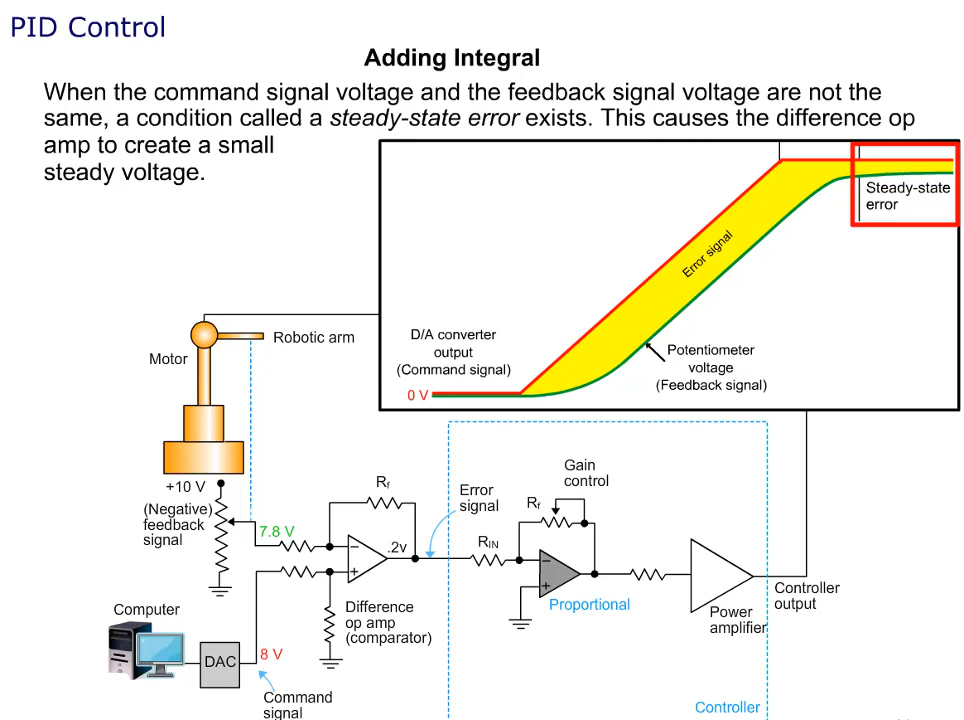 PID Control
Adding Integral
When the command signal voltage and the feedback signal voltage are not the
same, a condition called a steady-state error exists. This causes the difference op
amp to create a small
steady voltage.
Steady-state
error
Error signal
D/A converter
output
(Command signal)
Potentiometer
voltage
(Feedback signal)
0 V
Robotic arm
Motor
+10 V
(Negative)
feedback
signal
7.8 V
Rf
.2v
Error
signal
RIN
Rf
Gain
control
−
+
−
+
Proportional
Difference
op amp
(comparator)
Power
amplifier
Controller
output
Computer
DAC
8 V
Command
signal
Controller